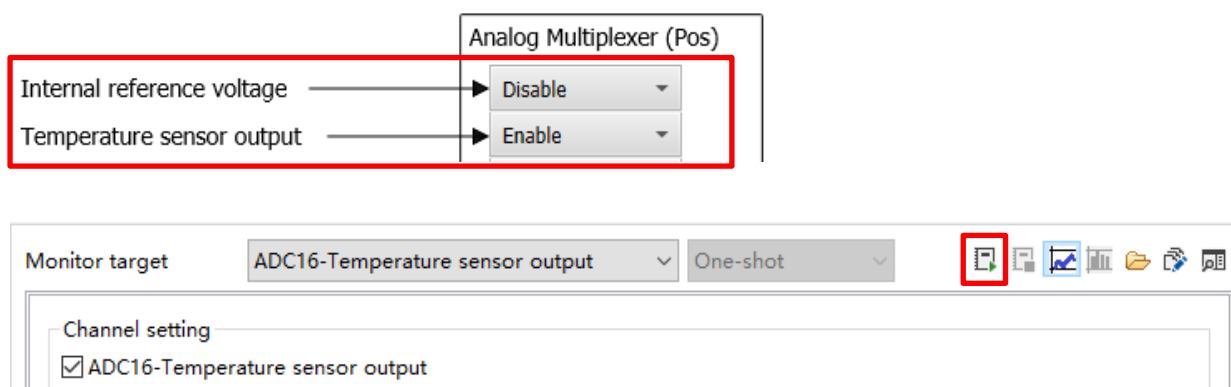 Analog Multiplexer (Pos)
Internal reference voltage Disable
Temperature sensor output Enable
Monitor target ADC16-Temperature sensor output One-shot
Channel setting
ADC16-Temperature sensor output